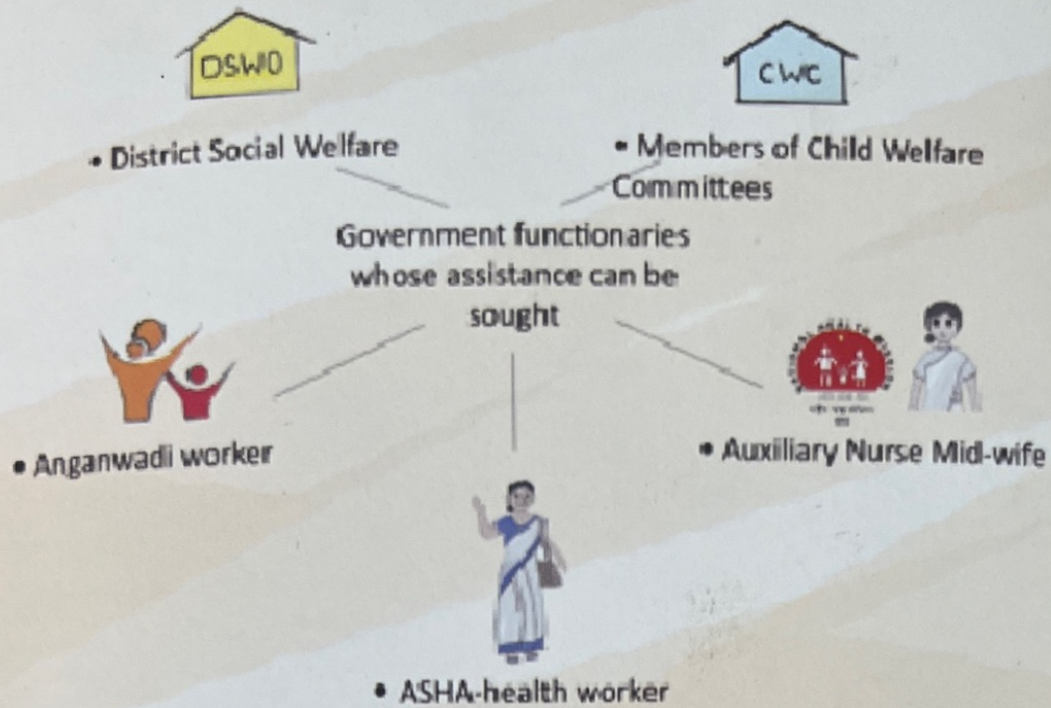 DSWO
CWC
• District Social Welfare
• Members of Child Welfare
Committees
Government functionaries
whose assistance can be
sought
• Anganwadi worker
• Auxiliary Nurse Mid-wife
• ASHA-health worker